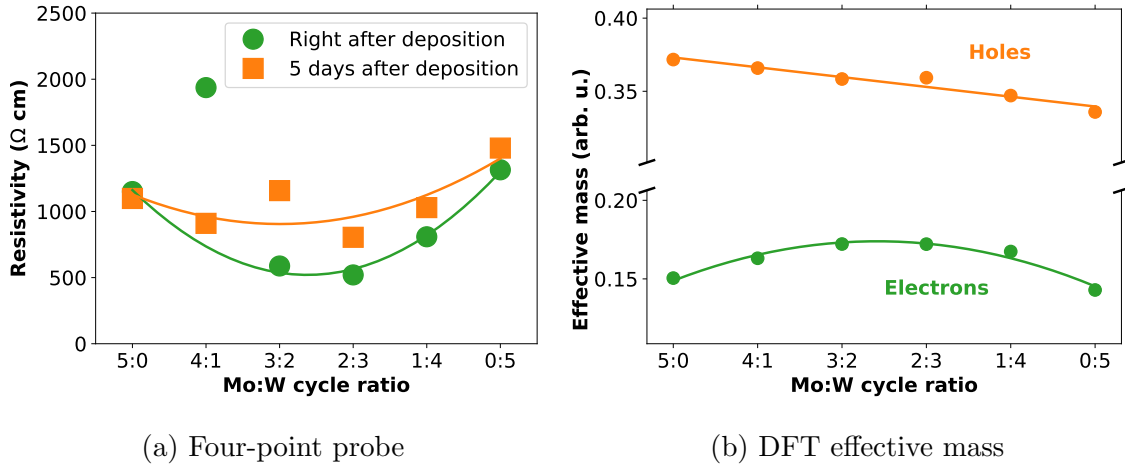 2500
2000
1500
1000
500
0
Resistivity (Ω cm)
Right after deposition
5 days after deposition
5:0 4:1 3:2 2:3 1:4 0:5
Mo:W cycle ratio
(a) Four-point probe
0.40
0.35
0.20
0.15
Effective mass (arb. u.)
Holes
Electrons
5:0 4:1 3:2 2:3 1:4 0:5
Mo:W cycle ratio
(b) DFT effective mass